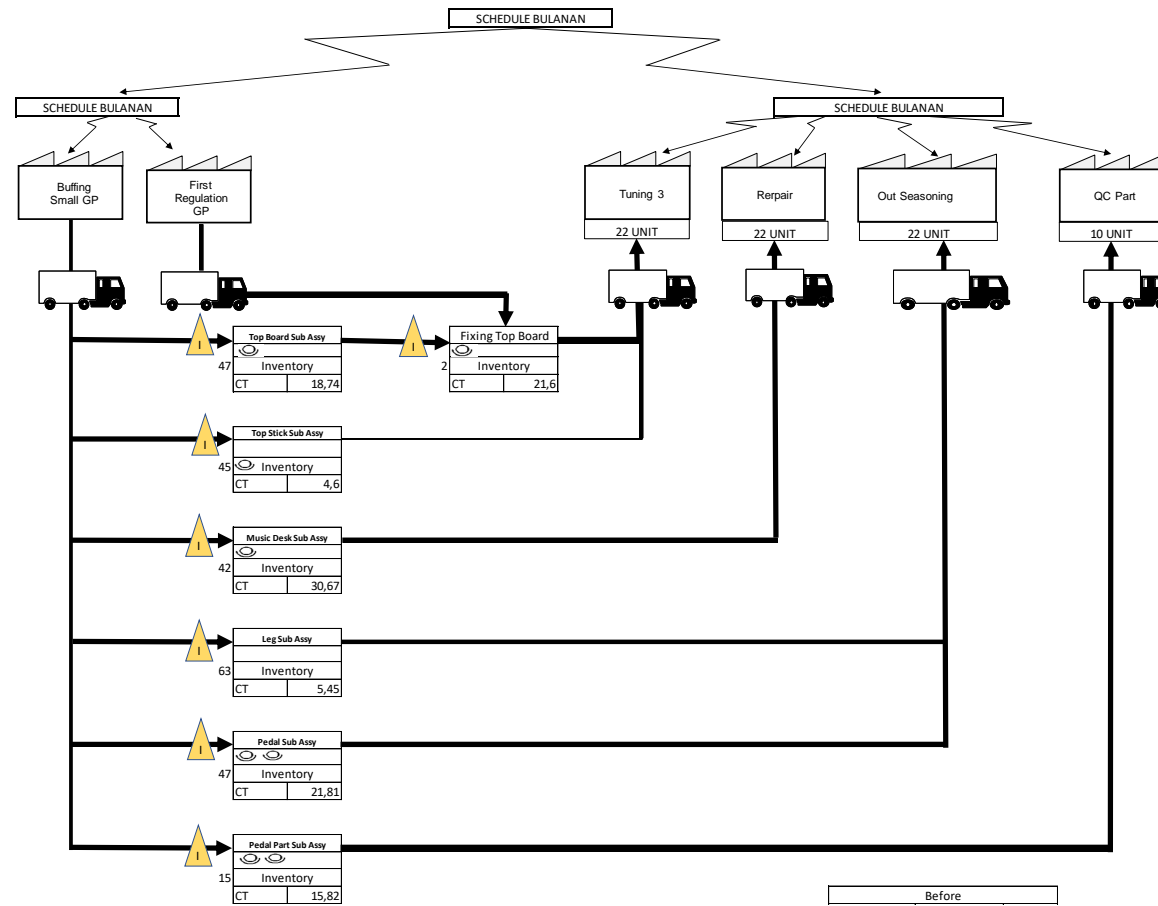 SCHEDULE BULANAN
SCHEDULE BULANAN
SCHEDULE BULANAN
Buffing
Small GP
First
Regulation
GP
Tuning 3
22 UNIT
Rerpair
22 UNIT
Out Seasoning
22 UNIT
QC Part
10 UNIT
I
47
Top Board Sub Assy
Inventory
CT 18,74
I
2
Fixing Top Board
Inventory
CT 21,6
I
45
Top Stick Sub Assy
Inventory
CT 4,6
I
42
Music Desk Sub Assy
Inventory
CT 30,67
I
63
Leg Sub Assy
Inventory
CT 5,45
I
47
Pedal Sub Assy
Inventory
CT 21,81
I
15
Pedal Part Sub Assy
Inventory
CT 15,82
Before